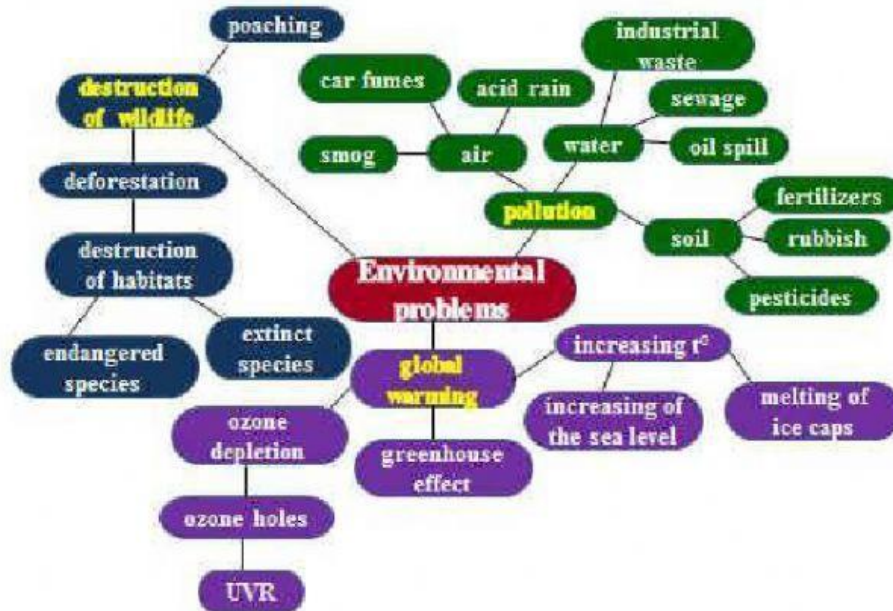 poaching
destruction
of wildlife
deforestation
destruction
of habitats
endangered
species
extinct
species
car fumes
acid rain
smog
air
industrial
waste
sewage
water
oil spill
pollution
fertilizers
soil
rubbish
pesticides
Environmental
problems
global
warming
increasing t⁰
increasing of
the sea level
melting of
ice caps
ozone
depletion
greenhouse
effect
ozone holes
UVR